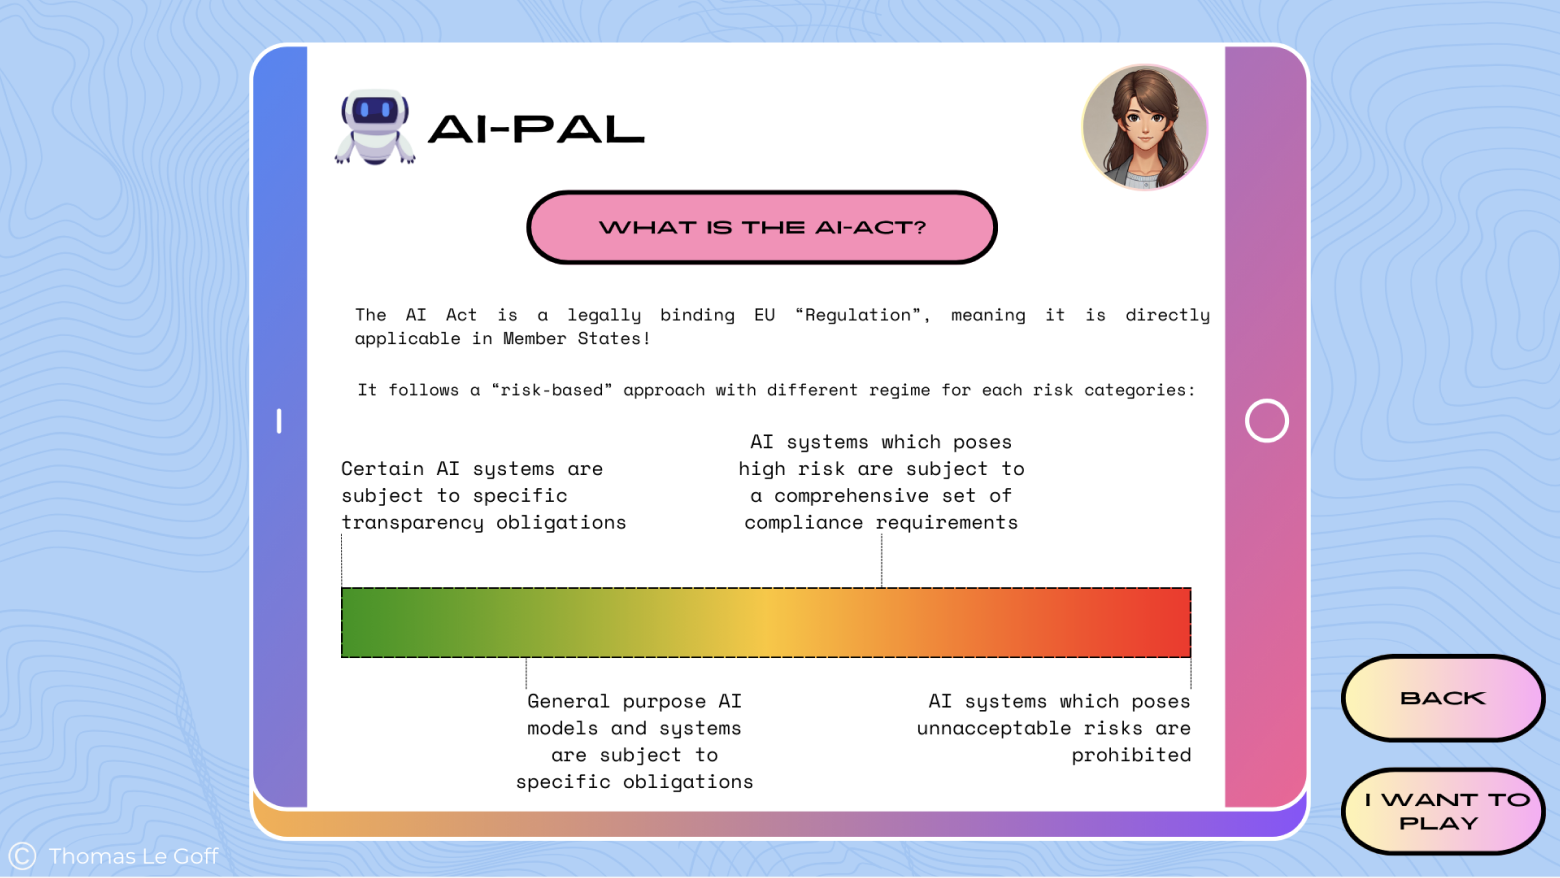 AI-PAL
WHAT IS THE AI-ACT?
The AI Act is a legally binding EU “Regulation”, meaning it is directly
applicable in Member States!
It follows a “risk-based” approach with different regime for each risk categories:
Certain AI systems are
subject to specific
transparency obligations
AI systems which poses
high risk are subject to
a comprehensive set of
compliance requirements
General purpose AI
models and systems
are subject to
specific obligations
AI systems which poses
unnacceptable risks are
prohibited
BACK
I WANT TO
PLAY
© Thomas Le Goff